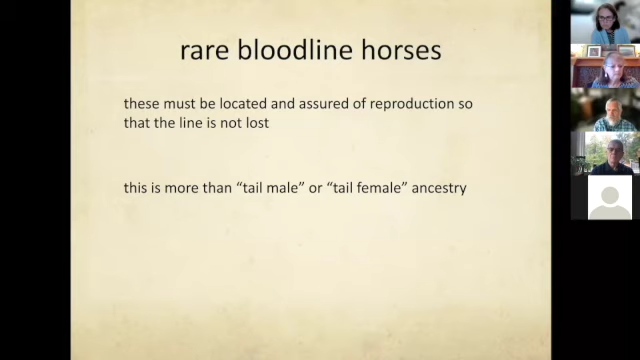 rare bloodline horses
these must be located and assured of reproduction so
that the line is not lost
this is more than “tail male” or “tail female” ancestry